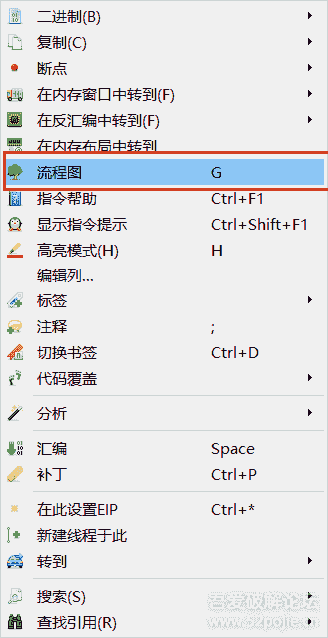 二进制(B)
复制(C)
断点
在内存窗口中转到(F)
在反汇编中转到(F)
在内存布局中转到
流程图 G
指令帮助 Ctrl+F1
显示指令提示 Ctrl+Shift+F1
高亮模式(H) H
编辑列...
标签
注释 ;
切换书签 Ctrl+D
代码覆盖
分析
汇编 Space
补丁 Ctrl+P
在此设置EIP Ctrl+*
新建线程于此
转到
搜索(S)
查找引用(R)
吾爱破解论坛
www.52pojie.cn